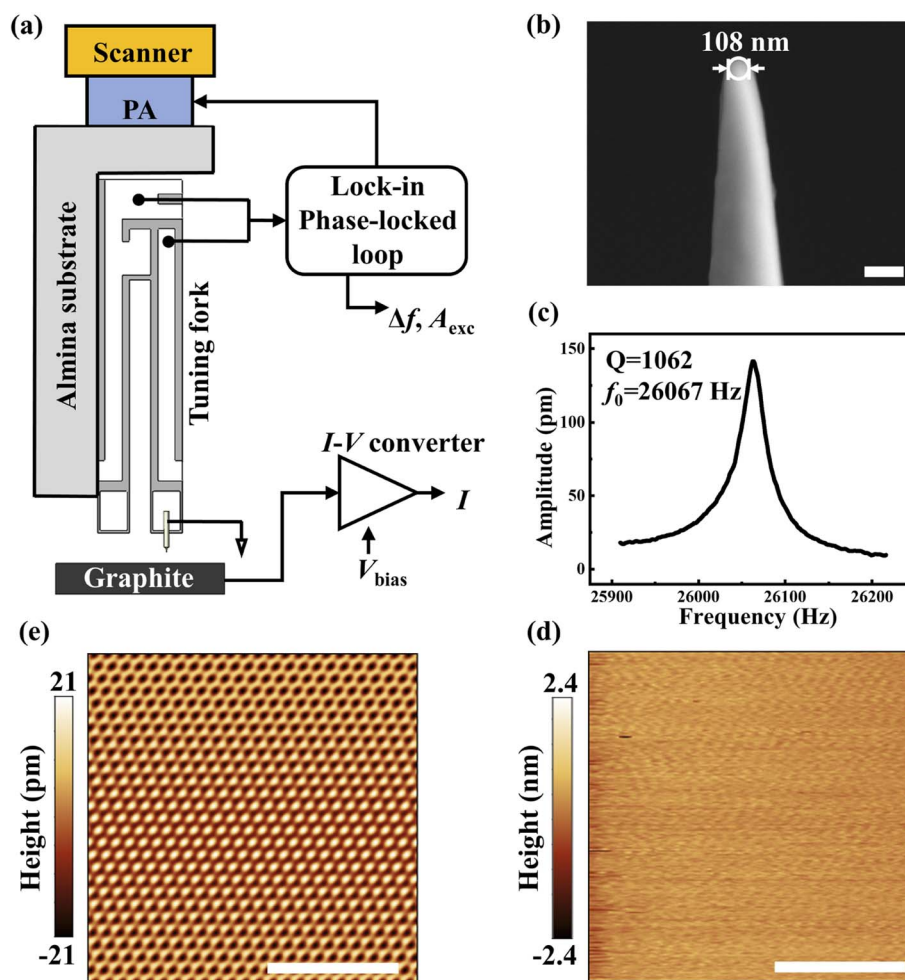 (a)
Scanner
PA
Almina substrate
Tuning fork
Lock-in
Phase-locked
loop
Δf, Aexc
I-V converter
I
Vbias
Graphite
(b)
108 nm
(c)
Q=1062
f0=26067 Hz
Amplitude (pm)
150
100
50
0
25900 26000 26100 26200
Frequency (Hz)
(e)
21
Height (pm)
-21
(d)
2.4
Height (nm)
-2.4